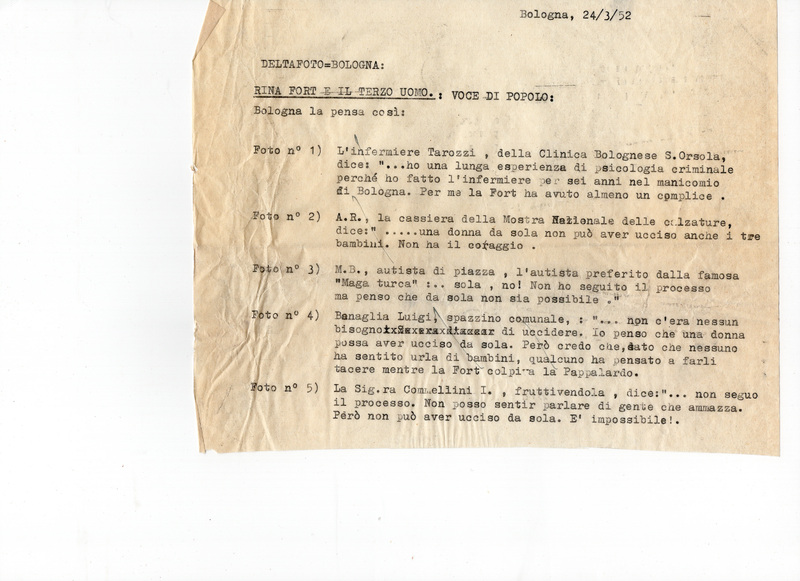 Bologna, 24/3/52
DELTAFOTO=BOLOGNA:
RINA FORT E IL TERZO UOMO.: VOCE DI POPOLO:
Bologna la pensa così:
Foto n° 1) L'infermiere Tarozzi , della Clinica Bolognese S.Orsola,
dice: "...ho una lunga esperienza di psicologia criminale
perché ho fatto l'infermiere per sei anni nel manicomio
di Bologna. Per me la Fort ha avuto almeno un complice .
Foto n° 2) A.R., la cassiera della Mostra Nazionale delle calzature,
dice:" .....una donna da sola non può aver ucciso anche i tre
bambini. Non ha il coraggio .
Foto n° 3) M.B., autista di piazza , l'autista preferito dalla famosa
"Maga turca" :.. sola , no! Non ho seguito il processo
ma penso che da sola non sia possibile ."
Foto n° 4) Banaglia Luigi, spazzino comunale, : "... non c'era nessun
bisogno di uccidere. Io penso che una donna
possa aver ucciso da sola. Però credo che,dato che nessuno
ha sentito urla di bambini, qualcuno ha pensato a farli
tacere mentre la Fort colpira la Pappalardo.
Foto n° 5) La Sig.ra Commellini I. , fruttivendola , dice:"... non seguo
il processo. Non posso sentir parlare di gente che ammazza.
Però non può aver ucciso da sola. E' impossibile!.